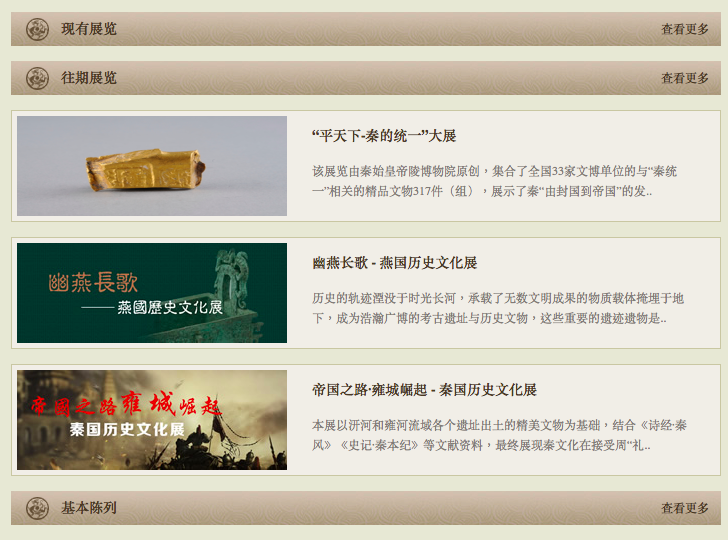 现有展览
查看更多
往期展览
查看更多
“平天下-秦的统一”大展
该展览由秦始皇帝陵博物院原创，集合了全国33家文博单位的与“秦统
一”相关的精品文物317件（组），展示了秦“由封国到帝国”的发..
幽燕長歌
——燕國歷史文化展
幽燕长歌 - 燕国历史文化展
历史的轨迹湮没于时光长河，承载了无数文明成果的物质载体掩埋于地
下，成为浩瀚广博的考古遗址与历史文物，这些重要的遗迹遗物是..
帝国之路雍城崛起
秦国历史文化展
帝国之路·雍城崛起 - 秦国历史文化展
本展以汧河和雍河流域各个遗址出土的精美文物为基础，结合《诗经·秦
风》《史记·秦本纪》等文献资料，最终展现秦文化在接受周”礼..
基本陈列
查看更多